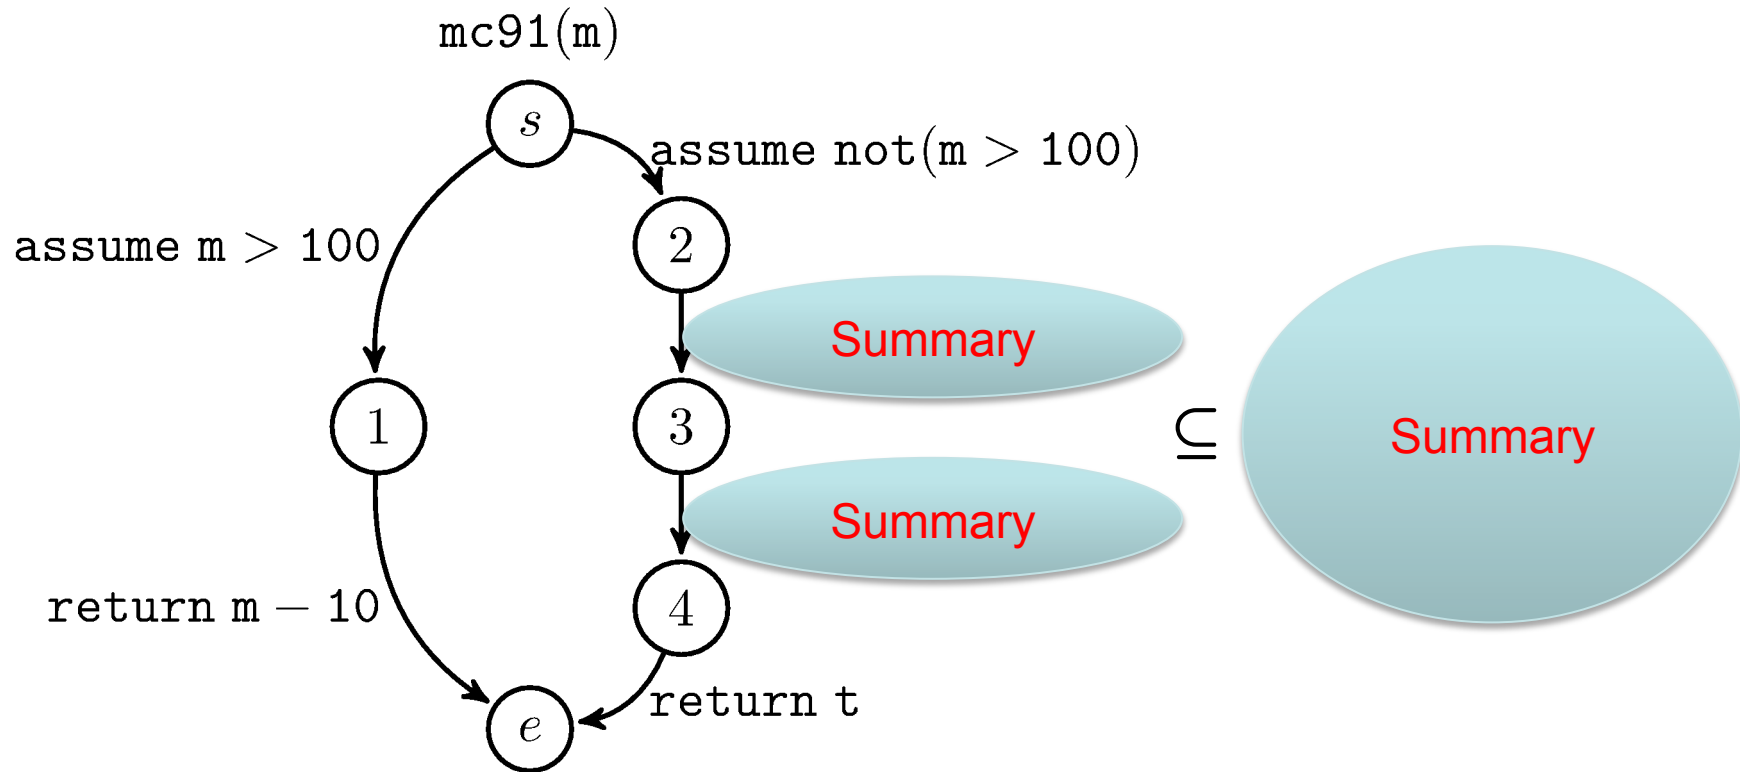 mc91(m)
s
assume not(m > 100)
assume m > 100
2
Summary
1
3
⊆
Summary
Summary
return m − 10
4
return t
e